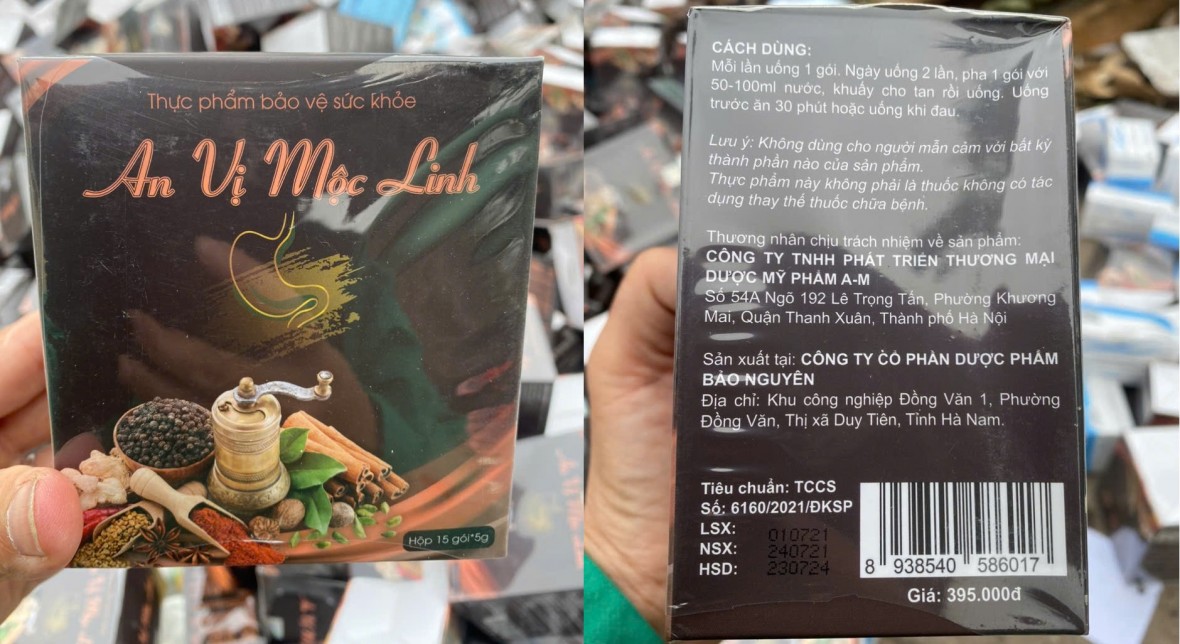 Thực phẩm bảo vệ sức khỏe
An Vị Mộc Linh
Hộp 15 gói*5g
CÁCH DÙNG:
Mỗi lần uống 1 gói. Ngày uống 2 lần, pha 1 gói với
50-100ml nước, khuấy cho tan rồi uống. Uống
trước ăn 30 phút hoặc uống khi đau.
Lưu ý: Không dùng cho người mẫn cảm với bất kỳ
thành phần nào của sản phẩm.
Thực phẩm này không phải là thuốc không có tác
dụng thay thế thuốc chữa bệnh.
Thương nhân chịu trách nhiệm về sản phẩm:
CÔNG TY TNHH PHÁT TRIỂN THƯƠNG MẠI
DƯỢC MỸ PHẨM A-M
Số 54A Ngõ 192 Lê Trọng Tấn, Phường Khương
Mai, Quận Thanh Xuân, Thành phố Hà Nội
Sản xuất tại: CÔNG TY CỔ PHẦN DƯỢC PHẨM
BẢO NGUYÊN
Địa chỉ: Khu công nghiệp Đồng Văn 1, Phường
Đồng Văn, Thị xã Duy Tiên, Tỉnh Hà Nam.
Tiêu chuẩn: TCCS
Số: 6160/2021/ĐKSP
LSX: 010721
NSX: 240721
HSD: 230724
8 938540 586017
Giá: 395.000đ